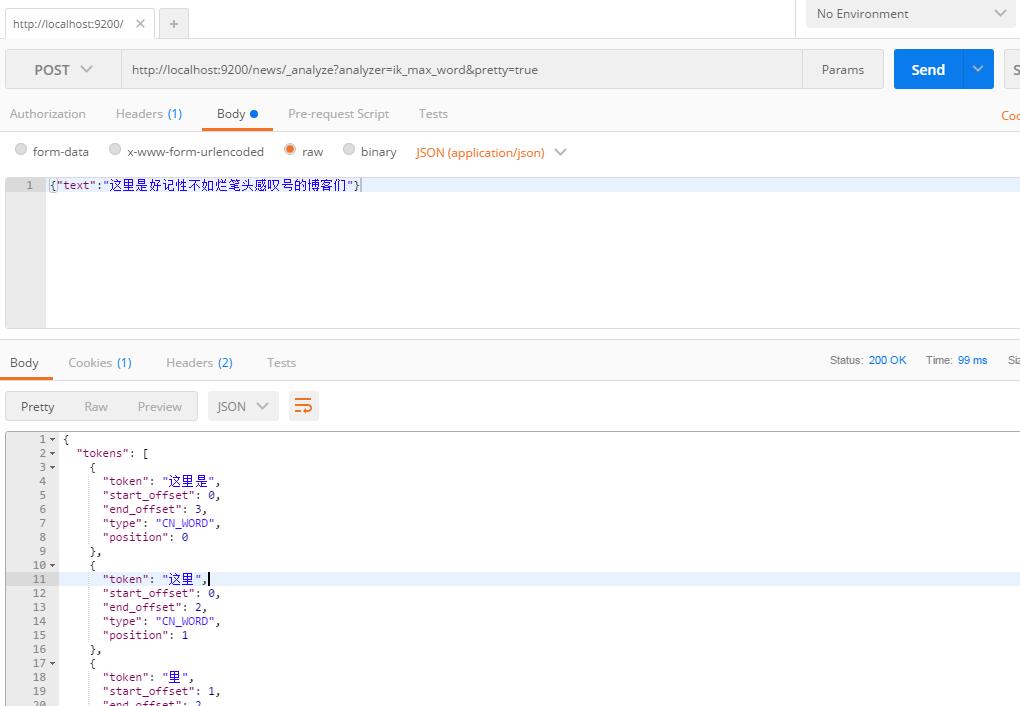 http://localhost:9200/
No Environment
POST http://localhost:9200/news/_analyze?analyzer=ik_max_word&pretty=true Params Send S
Authorization Headers (1) Body Pre-request Script Tests Coo
form-data x-www-form-urlencoded raw binary JSON (application/json)
1 {"text":"这里是好记性不如烂笔头感叹号的博客们"}
Body Cookies (1) Headers (2) Tests Status: 200 OK Time: 99 ms Siz
Pretty Raw Preview JSON
1 {
2 "tokens": [
3 {
4 "token": "这里是",
5 "start_offset": 0,
6 "end_offset": 3,
7 "type": "CN_WORD",
8 "position": 0
9 },
10 {
11 "token": "这里",
12 "start_offset": 0,
13 "end_offset": 2,
14 "type": "CN_WORD",
15 "position": 1
16 },
17 {
18 "token": "里",
19 "start_offset": 1,
20 "end_offset": 2